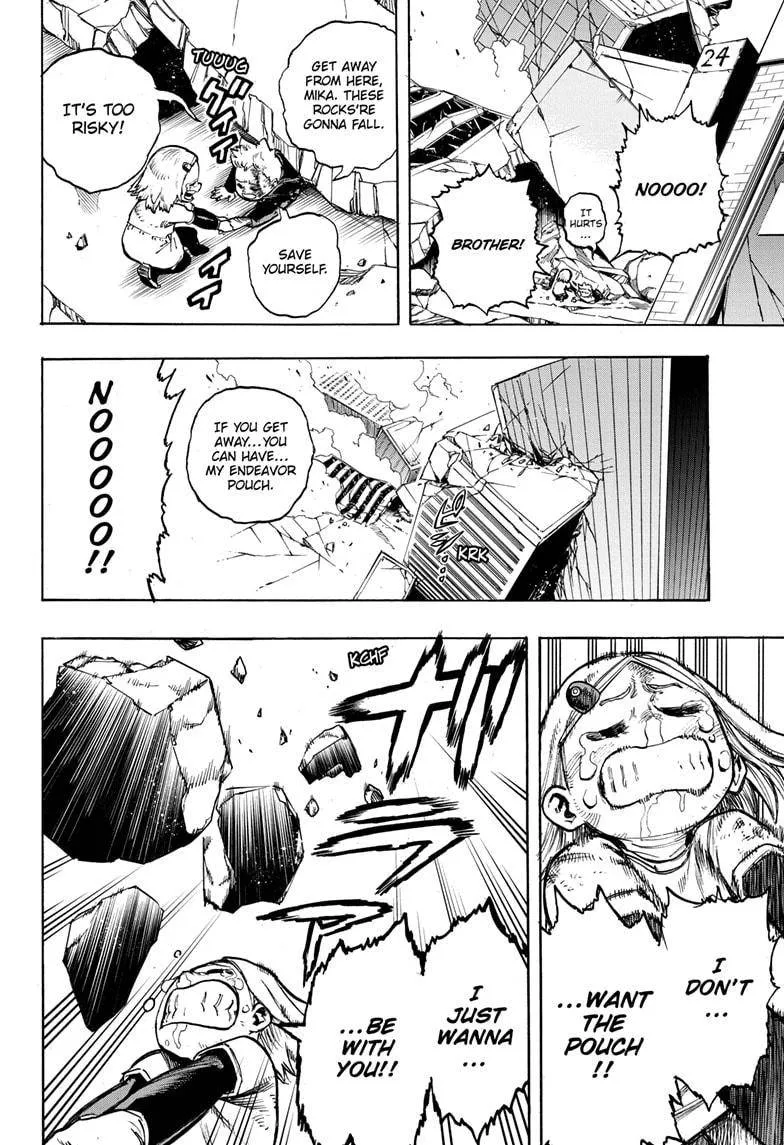 24
NOOOO!
IT
HURTS
...
BROTHER!
GET AWAY
FROM HERE,
MIKA. THESE
ROCKS'RE
GONNA FALL.
TUUUG
IT'S TOO
RISKY!
SAVE
YOURSELF.
KRK
IF YOU GET
AWAY...YOU
CAN HAVE...
MY ENDEAVOR
POUCH.
NOOOOOO!!
I
DON'T
...
...WANT
THE
POUCH
!!
KCHF
I
JUST
WANNA
...
...BE
WITH
YOU!!